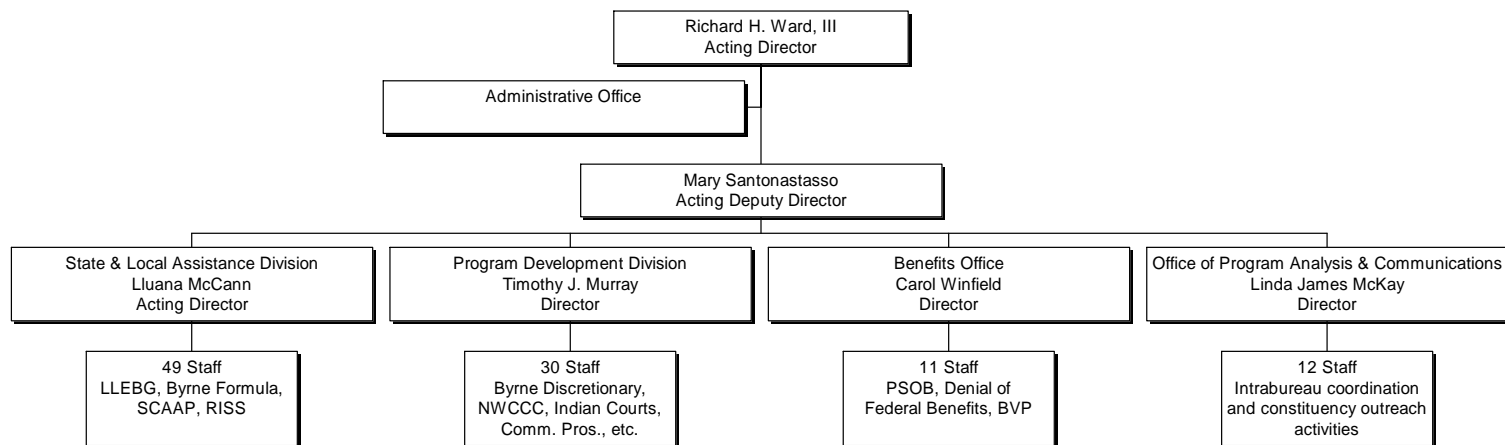 Richard H. Ward, III
Acting Director
Administrative Office
Mary Santonastasso
Acting Deputy Director
State & Local Assistance Division
Lluana McCann
Acting Director
Program Development Division
Timothy J. Murray
Director
Benefits Office
Carol Winfield
Director
Office of Program Analysis & Communications
Linda James McKay
Director
49 Staff
LLEBG, Byrne Formula,
SCAAP, RISS
30 Staff
Byrne Discretionary,
NWCCC, Indian Courts,
Comm. Pros., etc.
11 Staff
PSOB, Denial of
Federal Benefits, BVP
12 Staff
Intrabureau coordination
and constituency outreach
activities